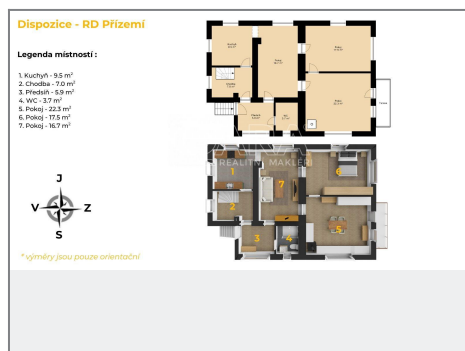 Dispozice - RD Přízemí
Legenda místností :
1. Kuchyň - 9.5 m²
2. Chodba - 7.0 m²
3. Předsíň - 5.9 m²
4. WC - 3.7 m²
5. Pokoj - 22.3 m²
6. Pokoj - 17.5 m²
7. Pokoj - 16.7 m²
J
V Z
S
* výměry jsou pouze orientační
REALITNÍ MAKLÉŘI
1
2
3
4
5
6
7